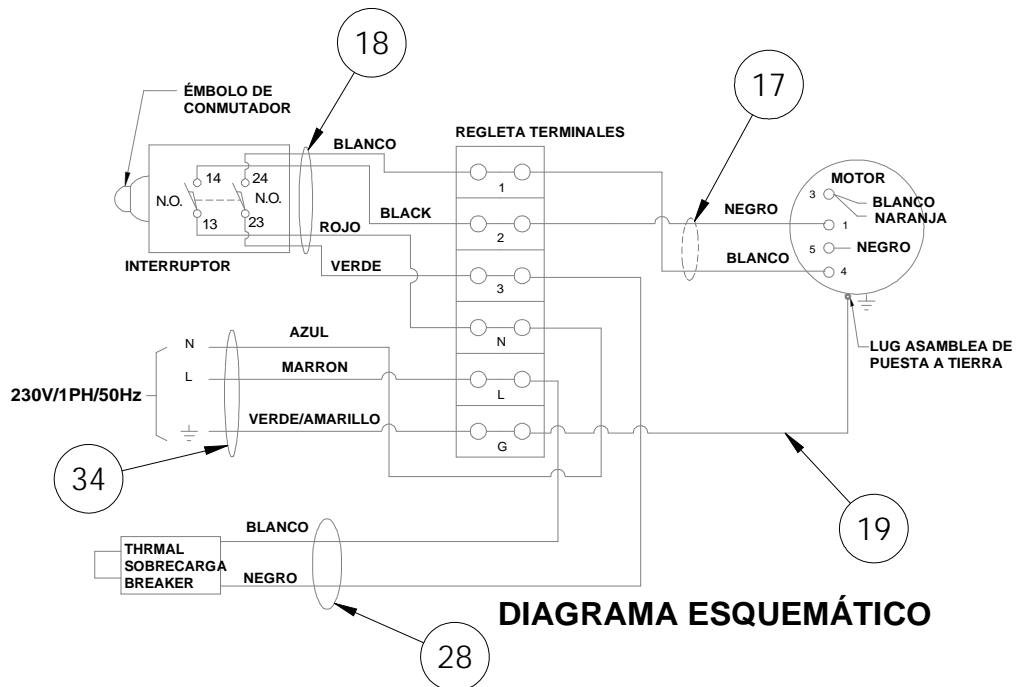 18
17
ÉMBOLO DE
CONMUTADOR
BLANCO
REGLETA TERMINALES
14
24
N.O.
N.O.
13
23
1
MOTOR
3
BLANCO
NARANJA
BLACK
2
NEGRO
1
ROJO
5
NEGRO
INTERRUPTOR
VERDE
3
BLANCO
4
AZUL
N
N
LUG ASAMBLEA DE
PUESTA A TIERRA
MARRON
L
L
230V/1PH/50Hz
VERDE/AMARILLO
G
34
19
BLANCO
THRMAL
SOBRECARGA
BREAKER
NEGRO
DIAGRAMA ESQUEMÁTICO
28